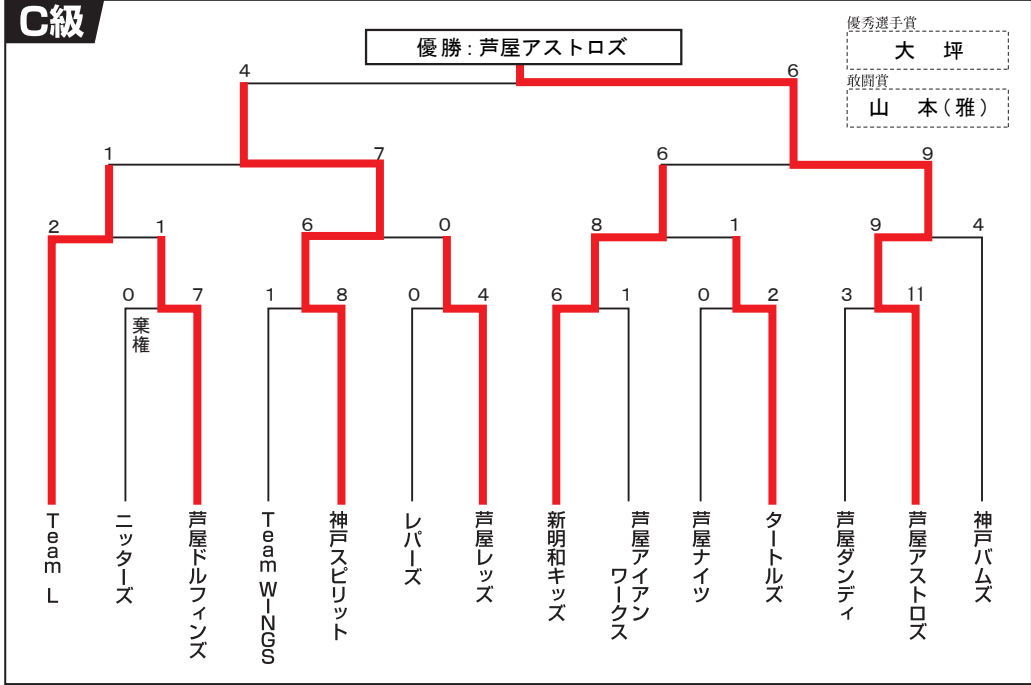 C級
優勝：芦屋アストロズ
優秀選手賞
大 坪
敢闘賞
山 本（雅）
4
6
1
7
6
9
2
1
6
0
8
1
9
4
0
7
1
8
0
4
6
1
0
2
3
11
棄権
Team L
ニッターズ
芦屋ドルフィンズ
Team WINGS
神戸スピリット
レパーズ
芦屋レッズ
新明和キッズ
芦屋アイアン
ワークス
芦屋ナイツ
タートルズ
芦屋ダンディ
芦屋アストロズ
神戸バムズ